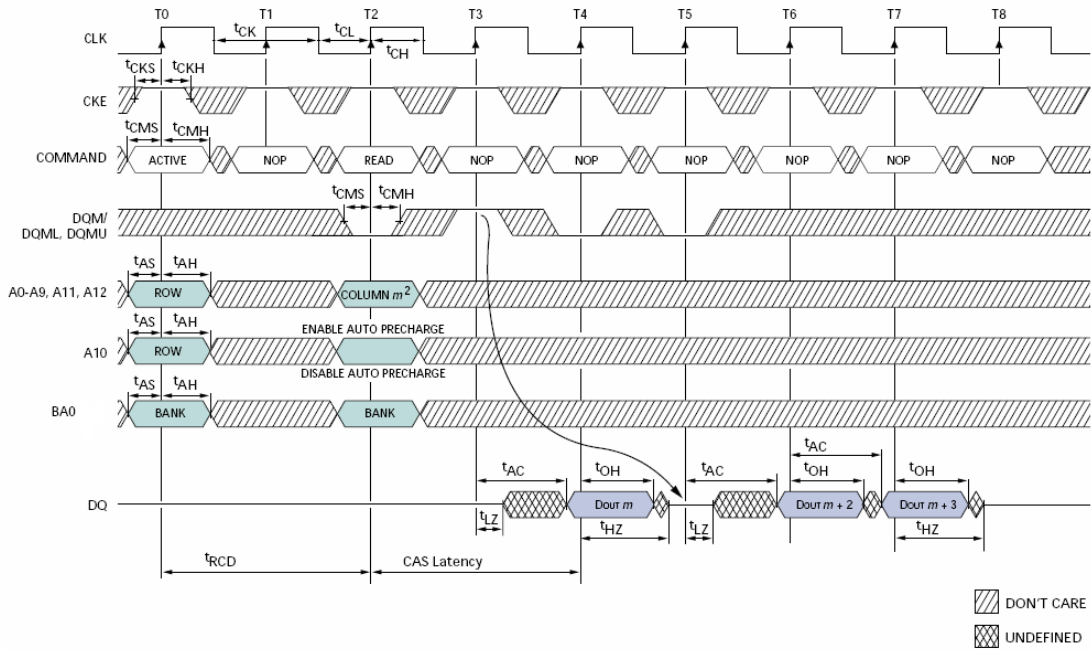 T0 T1 T2 T3 T4 T5 T6 T7 T8
CLK
tCK tCL
tCH
tCKS tCKH
CKE
tCMS tCMH
COMMAND
ACTIVE NOP READ NOP NOP NOP NOP NOP NOP
tCMS tCMH
DQM/
DQML, DQMU
tAS tAH
A0-A9, A11, A12
ROW COLUMN m2
tAS tAH
ENABLE AUTO PRECHARGE
A10
ROW
DISABLE AUTO PRECHARGE
tAS tAH
BA0
BANK BANK
tAC tOH tAC tAC tOH tOH
DQ
DOUT m DOUT m + 2 DOUT m + 3
tLZ tHZ tLZ tHZ
tRCD CAS Latency
DON'T CARE
UNDEFINED